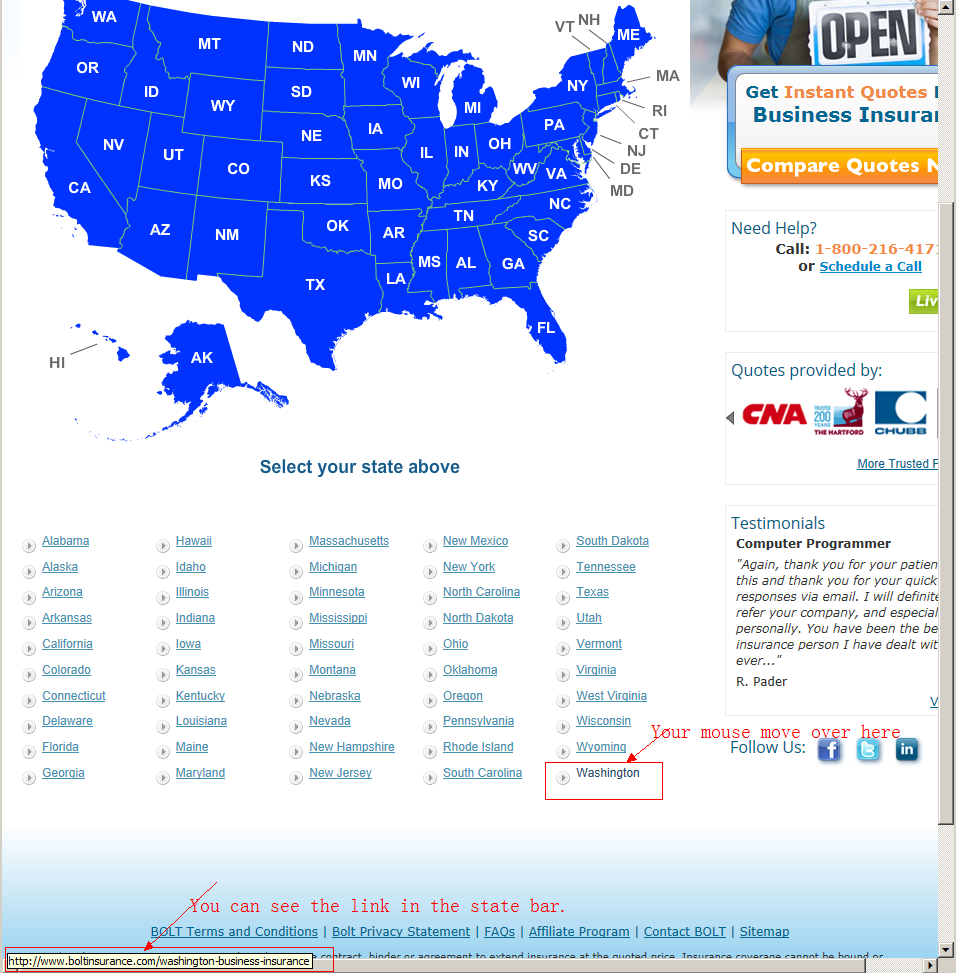 WA
VT NH
ME
MT
ND
MN
OR
ID
WI
NY
MA
SD
WY
MI
RI
CT
NE
IA
PA
NV
UT
IL
IN
OH
NJ
DE
MD
CO
WV
VA
CA
KS
MO
KY
NC
AZ
NM
OK
AR
TN
SC
MS
AL
GA
TX
LA
FL
HI
AK
Select your state above
Alabama
Alaska
Arizona
Arkansas
California
Colorado
Connecticut
Delaware
Florida
Georgia
Hawaii
Idaho
Illinois
Indiana
Iowa
Kansas
Kentucky
Louisiana
Maine
Maryland
Massachusetts
Michigan
Minnesota
Mississippi
Missouri
Montana
Nebraska
Nevada
New Hampshire
New Jersey
New Mexico
New York
North Carolina
North Dakota
Ohio
Oklahoma
Oregon
Pennsylvania
Rhode Island
South Carolina
South Dakota
Tennessee
Texas
Utah
Vermont
Virginia
West Virginia
Wisconsin
Wyoming
Washington
OPEN
Get Instant Quotes
Business Insurar
Compare Quotes N
Need Help?
Call: 1-800-216-4171
or Schedule a Call
Liv
Quotes provided by:
CNA
TRUSTED
200
YEARS
THE HARTFORD
CHUBB
More Trusted P
Testimonials
Computer Programmer
"Again, thank you for your patien
this and thank you for your quick
responses via email. I will definite
refer your company, and especial
personally. You have been the be
insurance person I have dealt wit
ever..."
R. Pader
V
Your mouse move over here
Follow Us:
f
t
in
You can see the link in the state bar.
BOLT Terms and Conditions | Bolt Privacy Statement | FAQs | Affiliate Program | Contact BOLT | Sitemap
contract, binder or agreement to extend insurance at the quoted price. Insurance coverage cannot be bound or
http://www.boltinsurance.com/washington-business-insurance